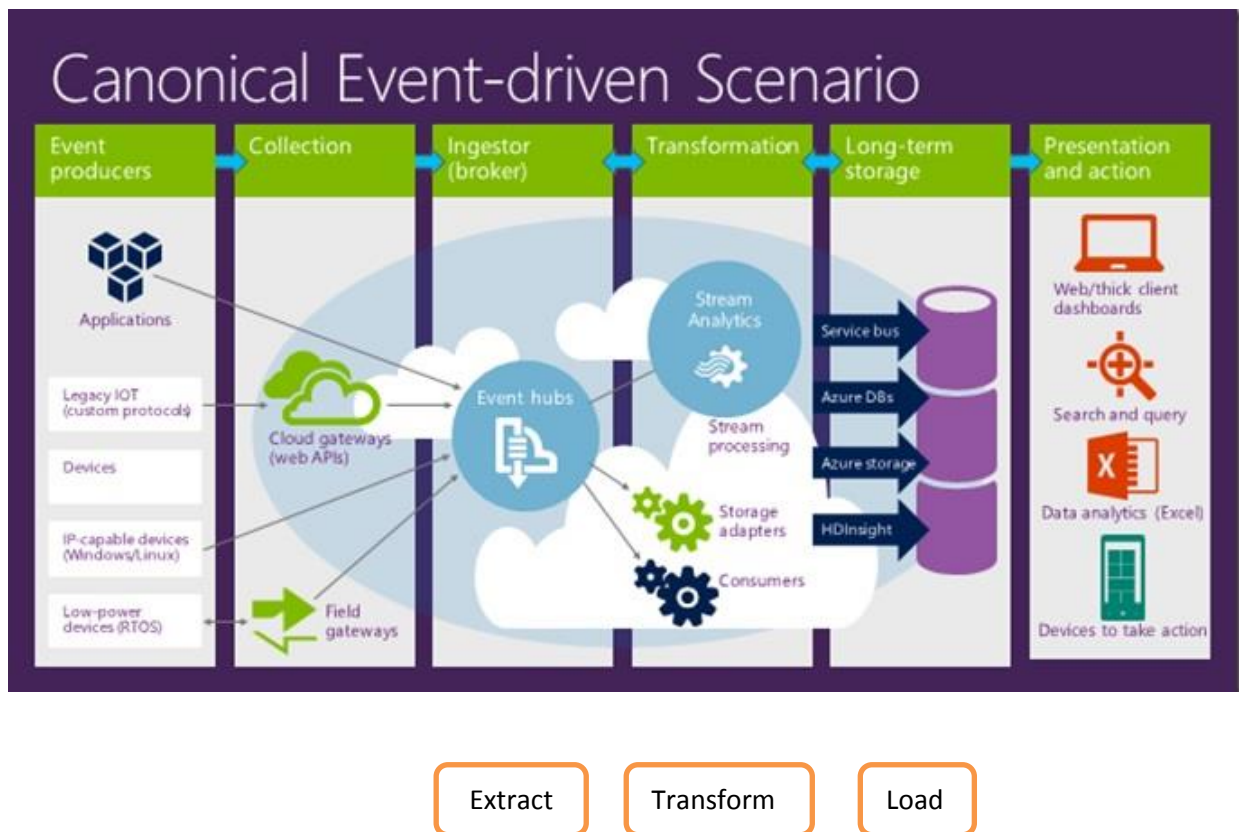 Canonical Event-driven Scenario
Event
producers
Collection
Ingestor
(broker)
Transformation
Long-term
storage
Presentation
and action
Applications
Legacy IOT
(custom protocols)
Devices
IP-capable devices
(Windows/Linux)
Low-power
devices (RTOS)
Cloud gateways
(web APIs)
Field
gateways
Event hubs
Stream
Analytics
Stream
processing
Storage
adapters
Consumers
Service bus
Azure DBs
Azure storage
HDInsight
Web/thick client
dashboards
Search and query
X
Data analytics (Excel)
Devices to take action
Extract
Transform
Load